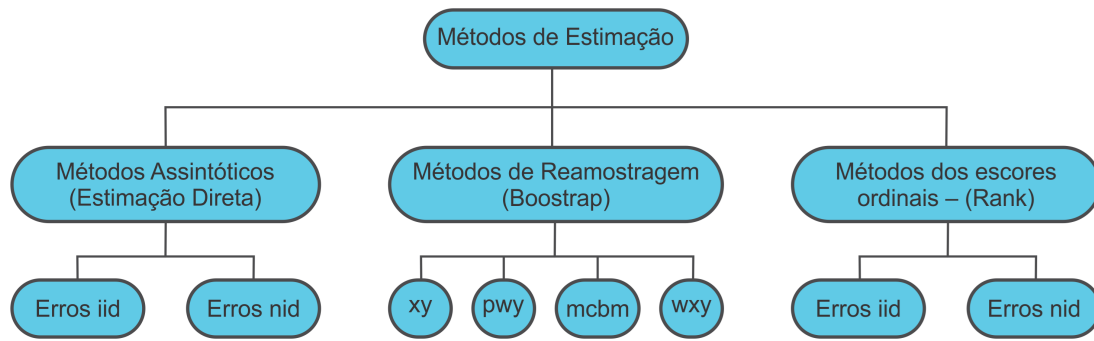 Métodos de Estimação
Métodos Assintóticos
(Estimação Direta)
Métodos de Reamostragem
(Boostrap)
Métodos dos escores
ordinais – (Rank)
Erros iid
Erros nid
xy
pwy
mcbm
wxy
Erros iid
Erros nid